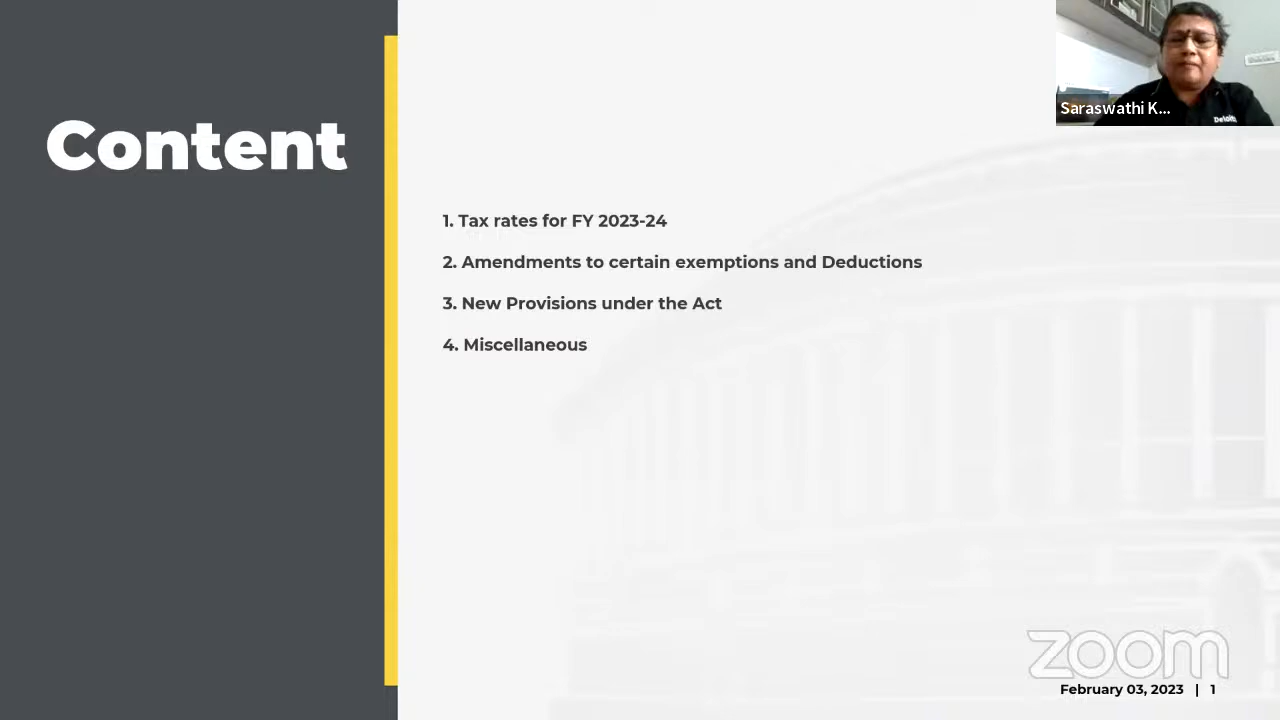 Content
1. Tax rates for FY 2023-24
2. Amendments to certain exemptions and Deductions
3. New Provisions under the Act
4. Miscellaneous
Saraswathi K...
zoom
February 03, 2023 | 1